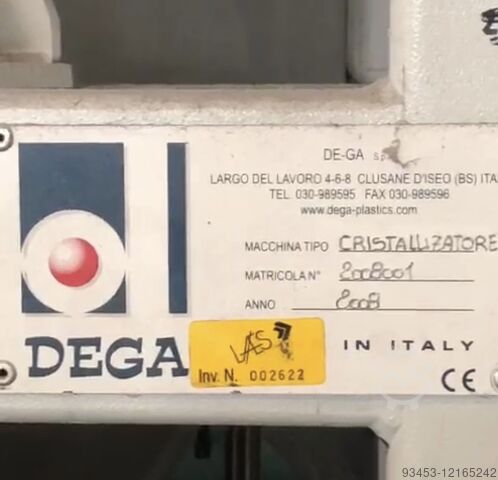 DE-GA
LARGO DEL LAVORO 4-6-8 CLUSANE D'ISEO (BS) ITA
TEL. 030-989595 FAX 030-989596
www.dega-plastics.com
MACCHINA TIPO CRISTALLIZATORE
MATRICOLA N° 2008001
ANNO 2008
DEGA
IN ITALY
VAS
Inv. N. 002622
CE
93453-12165242